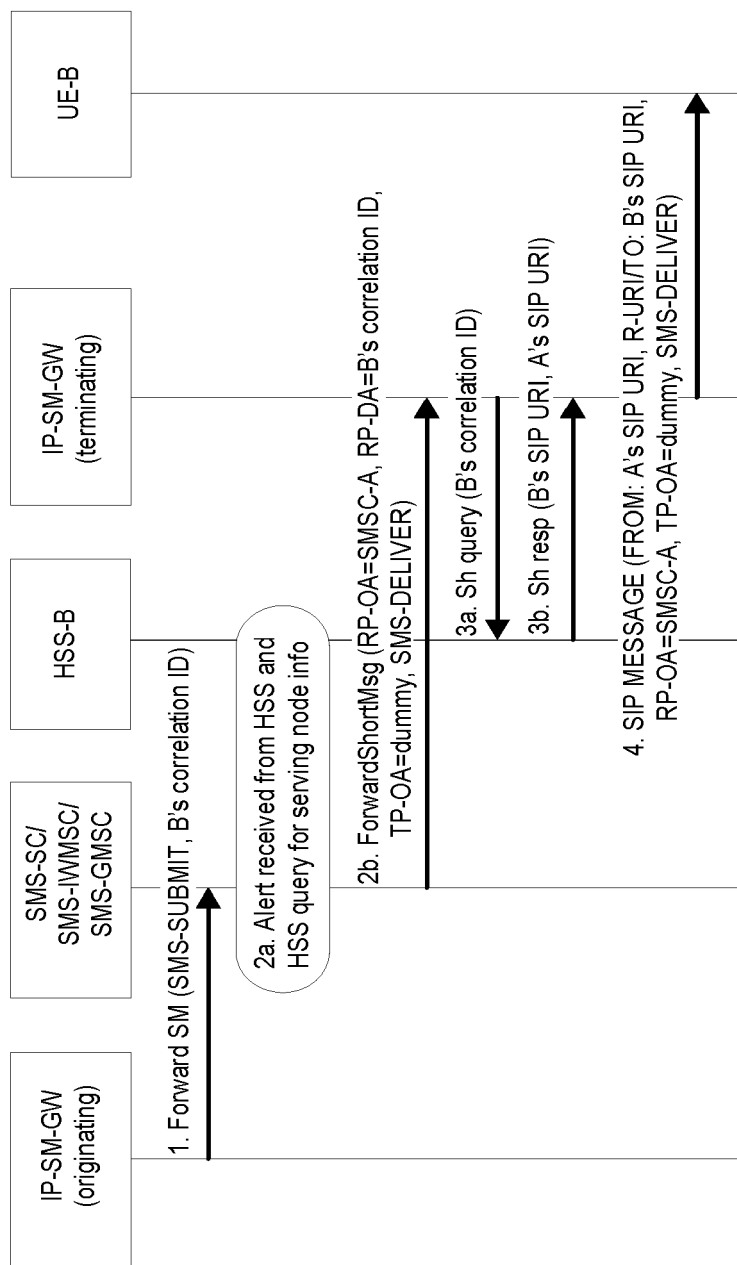 IP-SM-GW
(originating)
SMS-SC/
SMS-IWMSC/
SMS-GMSC
HSS-B
IP-SM-GW
(terminating)
UE-B
1. Forward SM (SMS-SUBMIT, B's correlation ID)
2a. Alert received from HSS and
HSS query for serving node info
2b. ForwardShortMsg (RP-OA=SMSC-A, RP-DA=B's correlation ID,
TP-OA=dummy, SMS-DELIVER)
3a. Sh query (B's correlation ID)
3b. Sh resp (B's SIP URI, A's SIP URI)
4. SIP MESSAGE (FROM: A's SIP URI, R-URI/TO: B's SIP URI,
RP-OA=SMSC-A, TP-OA=dummy, SMS-DELIVER)